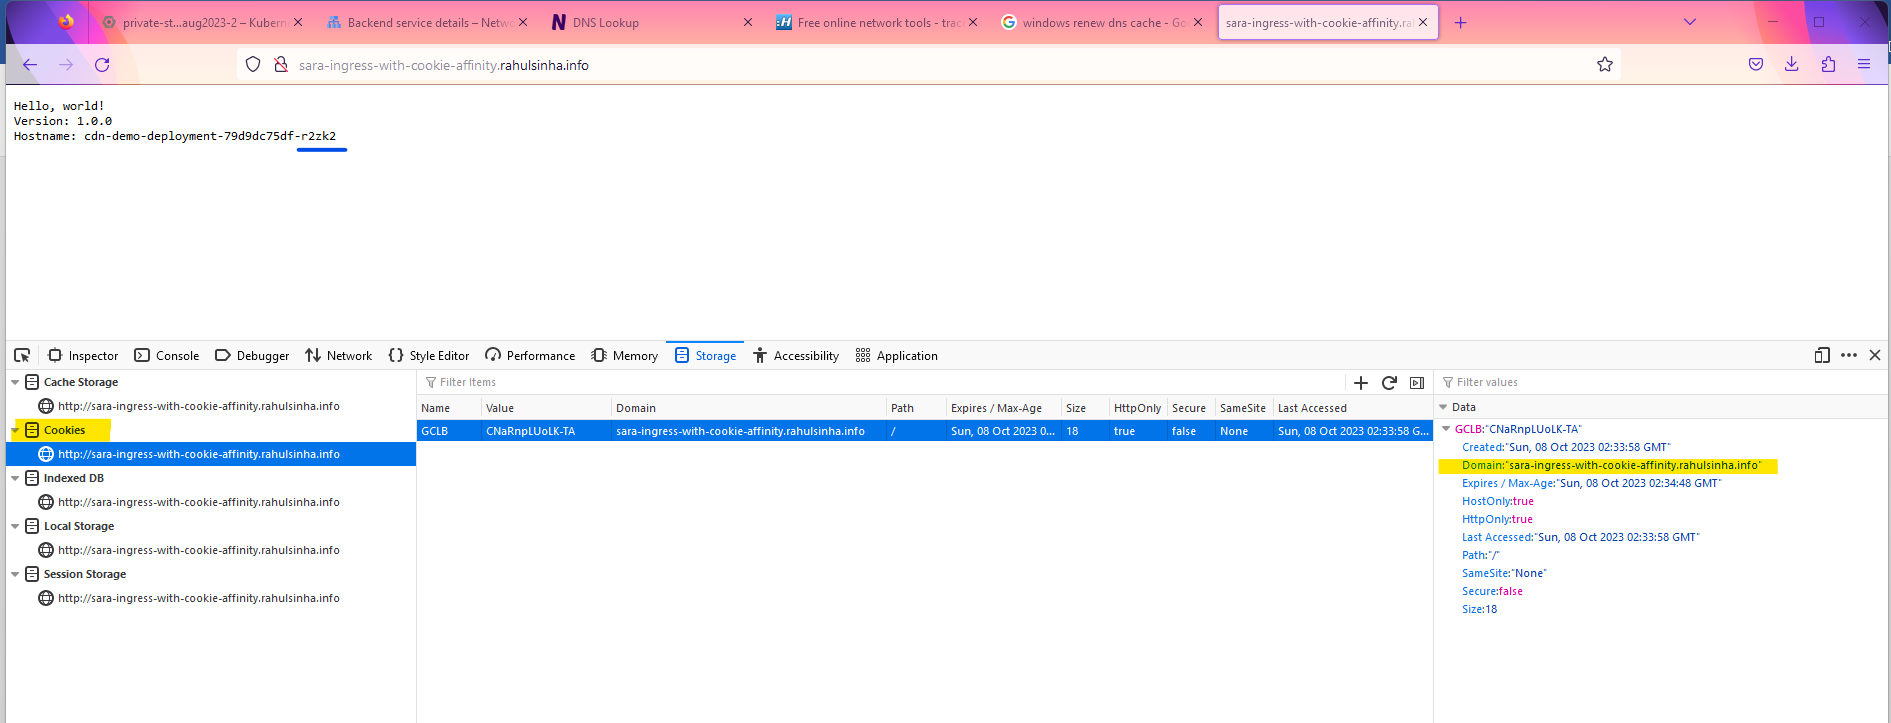 private-st...aug2023-2 – Kuberne
Backend service details – Netwo
DNS Lookup
Free online network tools - trac
windows renew dns cache - Go
sara-ingress-with-cookie-affinity.ra
sara-ingress-with-cookie-affinity.rahulsinha.info
Hello, world!
Version: 1.0.0
Hostname: cdn-demo-deployment-79d9dc75df-r2zk2
Inspector Console Debugger Network Style Editor Performance Memory Storage Accessibility Application
Cache Storage
http://sara-ingress-with-cookie-affinity.rahulsinha.info
Cookies
http://sara-ingress-with-cookie-affinity.rahulsinha.info
Indexed DB
http://sara-ingress-with-cookie-affinity.rahulsinha.info
Local Storage
http://sara-ingress-with-cookie-affinity.rahulsinha.info
Session Storage
http://sara-ingress-with-cookie-affinity.rahulsinha.info
Filter Items
Name Value Domain Path Expires / Max-Age Size HttpOnly Secure SameSite Last Accessed
GCLB CNaRnpLUoLK-TA sara-ingress-with-cookie-affinity.rahulsinha.info / Sun, 08 Oct 2023 0... 18 true false None Sun, 08 Oct 2023 02:33:58 G...
Filter values
Data
GCLB:"CNaRnpLUoLK-TA"
Created:"Sun, 08 Oct 2023 02:33:58 GMT"
Domain:"sara-ingress-with-cookie-affinity.rahulsinha.info"
Expires / Max-Age:"Sun, 08 Oct 2023 02:34:48 GMT"
HostOnly:true
HttpOnly:true
Last Accessed:"Sun, 08 Oct 2023 02:33:58 GMT"
Path:"/"
SameSite:"None"
Secure:false
Size:18